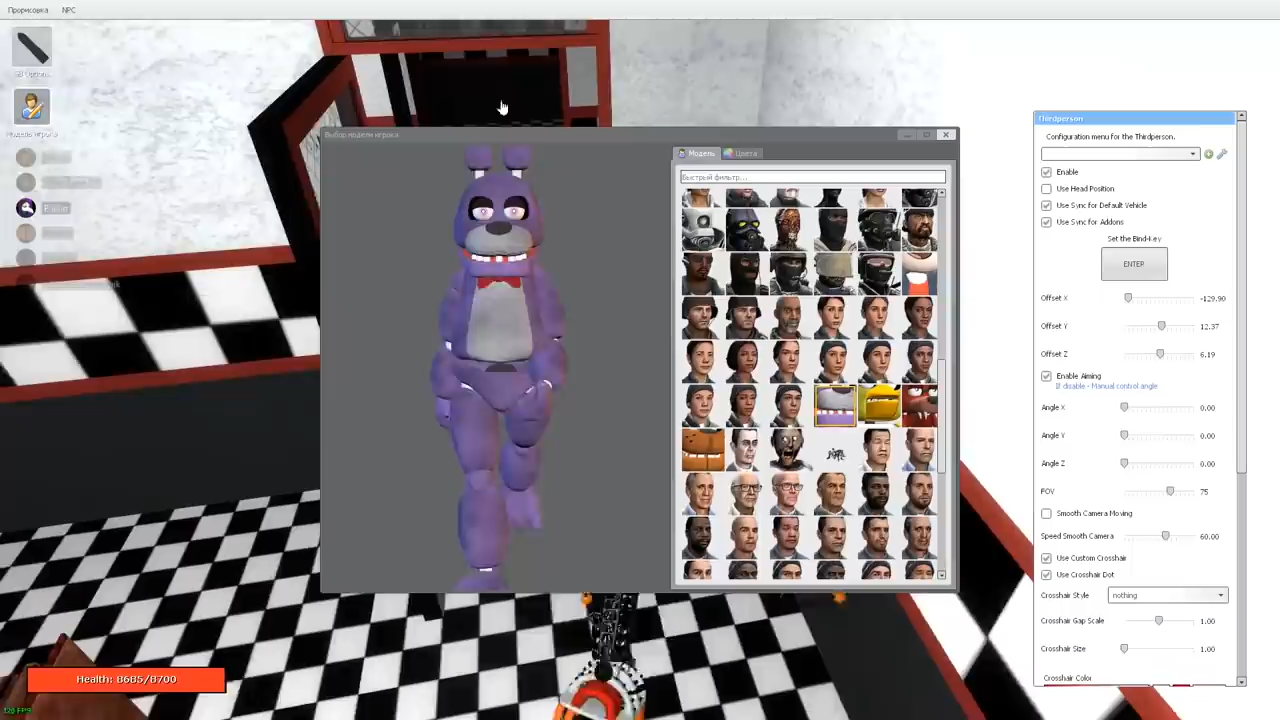 Прорисовка NPC
Выбор модели игрока
Модель Цвета
Быстрый фильтр...
Модель игрока
Thirdperson
Configuration menu for the Thirdperson.
Enable
Use Head Position
Use Sync for Default Vehicle
Use Sync for Addons
Set the Bind-key
ENTER
Offset X -129.90
Offset Y 12.37
Offset Z 6.19
Enable Aiming
If disable - Manual control angle
Angle X 0.00
Angle Y 0.00
Angle Z 0.00
FOV 75
Smooth Camera Moving
Speed Smooth Camera 60.00
Use Custom Crosshair
Use Crosshair Dot
Crosshair Style nothing
Crosshair Gap Scale 1.00
Crosshair Size 1.00
Crosshair Color
Health: 8685/8700